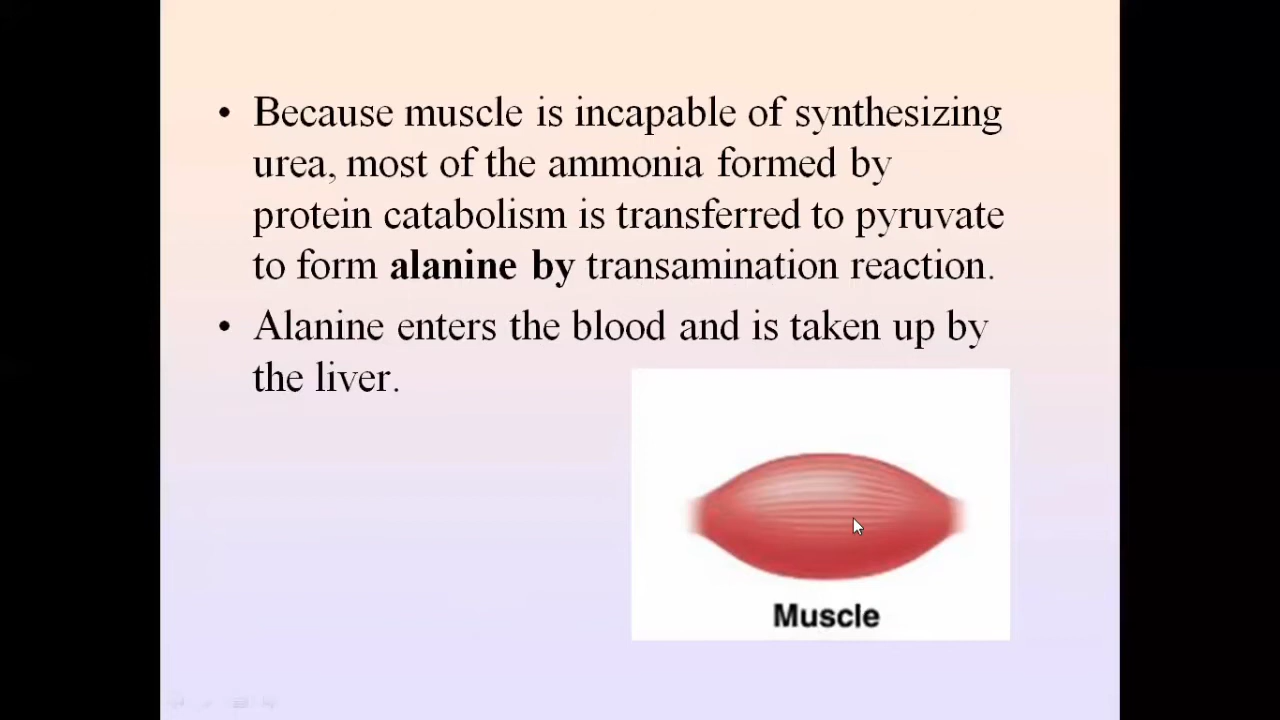 • Because muscle is incapable of synthesizing
urea, most of the ammonia formed by
protein catabolism is transferred to pyruvate
to form alanine by transamination reaction.
• Alanine enters the blood and is taken up by
the liver.
Muscle